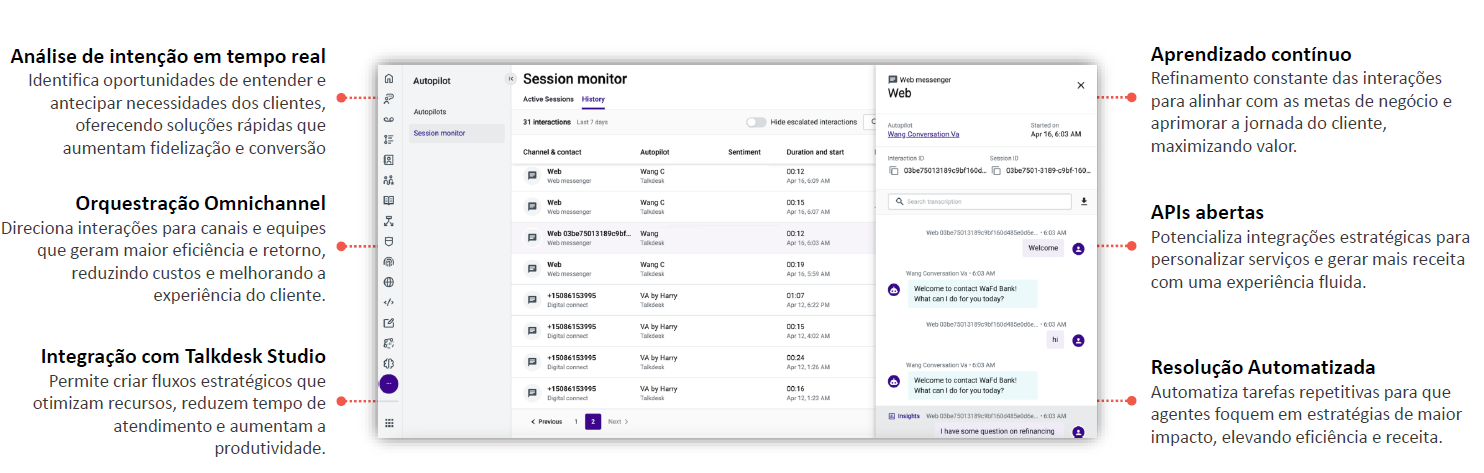 Análise de intenção em tempo real
Identifica oportunidades de entender e
antecipar necessidades dos clientes,
oferecendo soluções rápidas que
aumentam fidelização e conversão
Orquestração Omnichannel
Direciona interações para canais e equipes
que geram maior eficiência e retorno,
reduzindo custos e melhorando a
experiência do cliente.
Integração com Talkdesk Studio
Permite criar fluxos estratégicos que
otimizam recursos, reduzem tempo de
atendimento e aumentam a
produtividade.
Autopilot
Autopilots
Session monitor
Session monitor
Active Sessions History
31 interactions Last 7 days
Hide escalated interactions
Channel & contact Autopilot Sentiment Duration and start
Web Wang C 00:12
Web messenger Talkdesk Apr 16, 6:09 AM
Web Wang C 00:15
Web messenger Talkdesk Apr 16, 6:07 AM
Web 03be75013189c9bf... Wang 00:12
Web messenger Talkdesk Apr 16, 6:03 AM
Web Wang C 00:19
Web messenger Talkdesk Apr 16, 5:59 AM
+15086153995 VA by Harry 01:07
Digital connect Talkdesk Apr 12, 6:22 PM
+15086153995 VA by Harry 00:15
Digital connect Talkdesk Apr 12, 4:02 AM
+15086153995 VA by Harry 00:24
Digital connect Talkdesk Apr 12, 1:26 AM
+15086153995 VA by Harry 00:16
Digital connect Talkdesk Apr 12, 1:23 AM
Previous 1 2 Next
Web messenger
Web
Autopilot Started on
Wang Conversation Va Apr 16, 6:03 AM
Interaction ID Session ID
03be75013189c9bf160d... 03be7501-3189-c9bf-160...
Search transcription
Web 03be75013189c9bf160d485e0d6e... • 6:03 AM
Welcome
Wang Conversation Va • 6:03 AM
Welcome to contact WaFd Bank!
What can I do for you today?
Web 03be75013189c9bf160d485e0d6e... • 6:03 AM
hi
Wang Conversation Va • 6:03 AM
Welcome to contact WaFd Bank!
What can I do for you today?
Insights Web 03be75013189c9bf160d485e0d6e... • 6:03 AM
I have some question on refinancing
Aprendizado contínuo
Refinamento constante das interações
para alinhar com as metas de negócio e
aprimorar a jornada do cliente,
maximizando valor.
APIs abertas
Potencializa integrações estratégicas para
personalizar serviços e gerar mais receita
com uma experiência fluida.
Resolução Automatizada
Automatiza tarefas repetitivas para que
agentes foquem em estratégias de maior
impacto, elevando eficiência e receita.